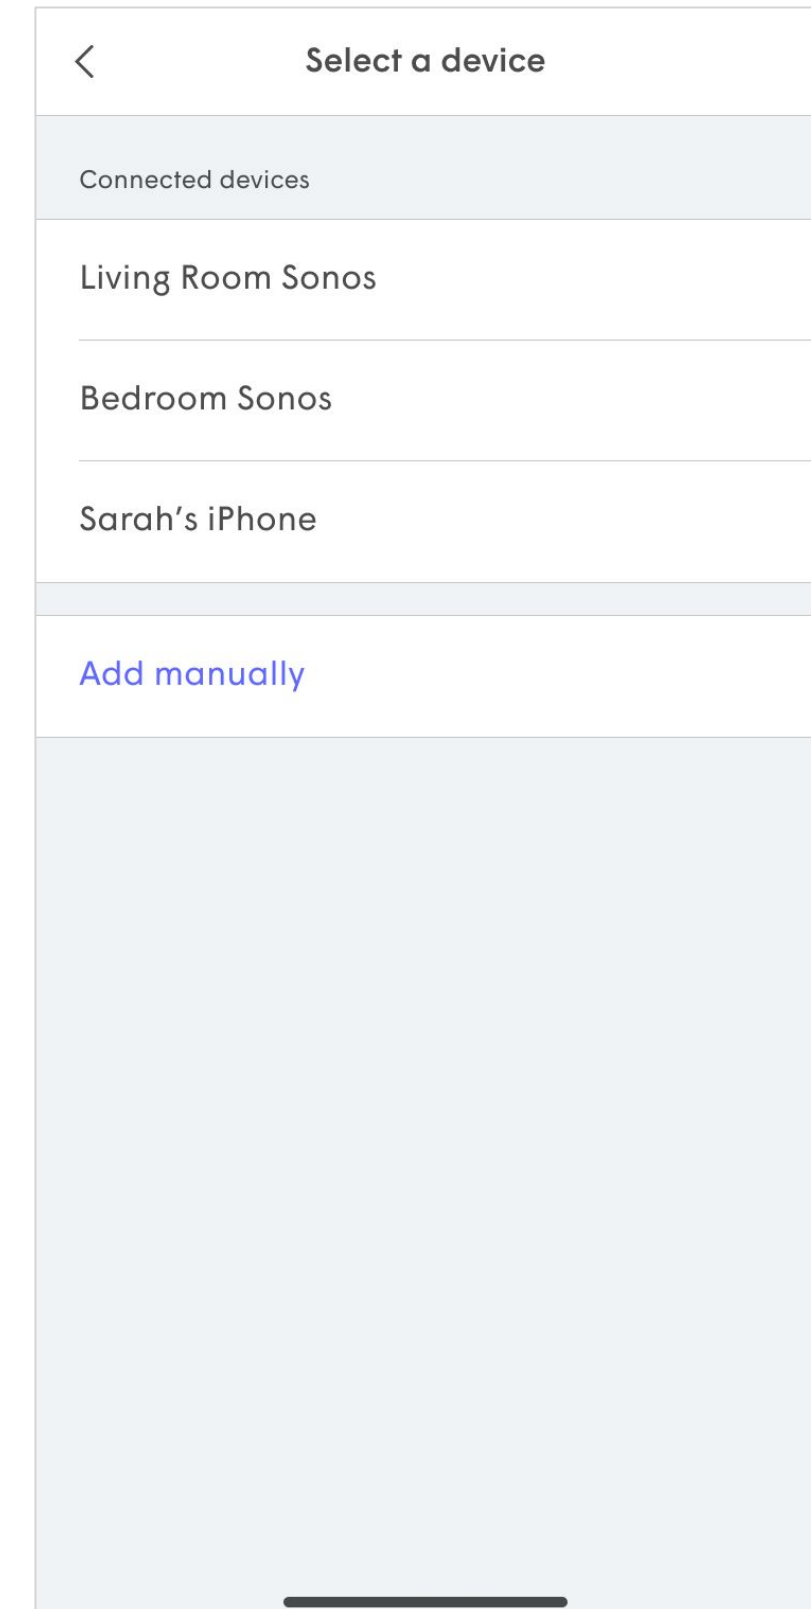 Select a device
Connected devices
Living Room Sonos
Bedroom Sonos
Sarah’s iPhone
Add manually